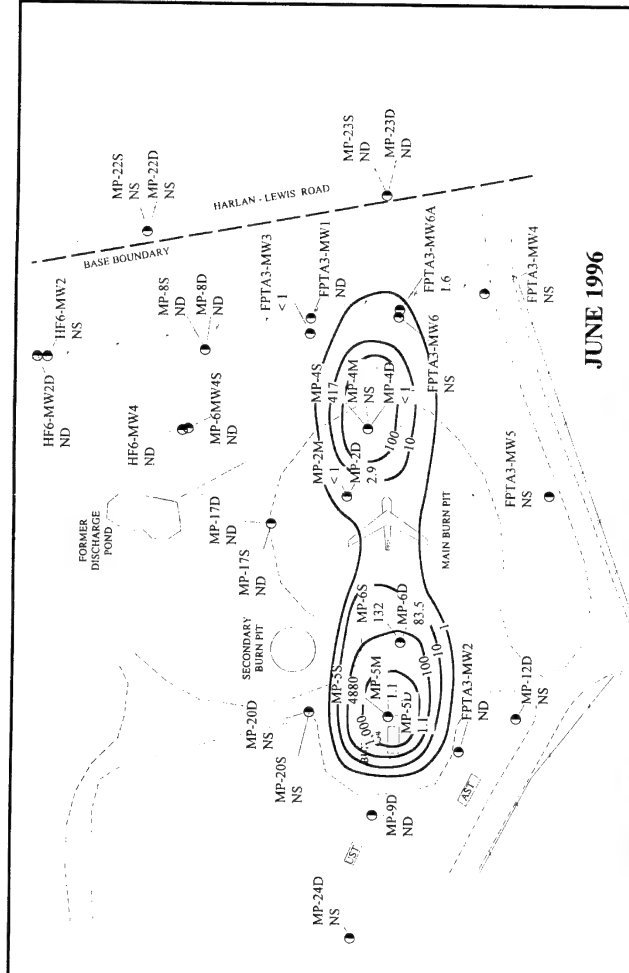 MP-22S
NS
MP-22D
NS
HARLAN - LEWIS ROAD
MP-23S
ND
MP-23D
ND
BASE BOUNDARY
HF6-MW2
NS
HF6-MW2D
ND
MP-8S
ND
MP-8D
ND
HF6-MW4
ND
MP-6MW4S
ND
FPTA3-MW3
< 1
FPTA3-MW1
ND
FPTA3-MW6A
1.6
FPTA3-MW6
NS
FPTA3-MW4
NS
MP-4S
417
MP-4M
NS
MP-4D
< 1
100
10
MP-2M
< 1
MP-2D
2.9
FORMER
DISCHARGE
POND
MP-17D
ND
MP-17S
ND
MAIN BURN PIT
FPTA3-MW5
NS
SECONDARY
BURN PIT
MP-6S
132
MP-6D
83.5
MP-5S
4880
MP-5M
1.1
MP-5D
1.1
100
10
1
FPTA3-MW2
ND
MP-12D
NS
MP-20D
NS
MP-20S
NS
MP-9D
ND
UST
AST
MP-24D
NS
JUNE 1996